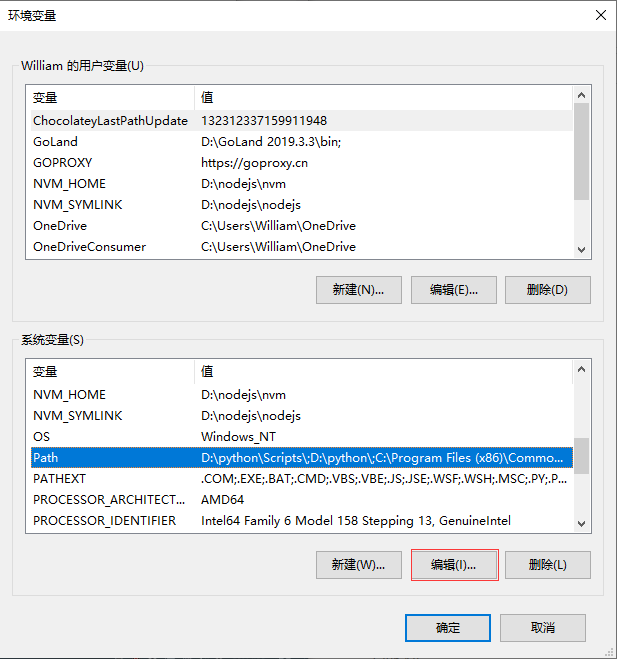 环境变量
William 的用户变量(U)
变量 值
ChocolateyLastPathUpdate 132312337159911948
GoLand D:\GoLand 2019.3.3\bin;
GOPROXY https://goproxy.cn
NVM_HOME D:\nodejs\nvm
NVM_SYMLINK D:\nodejs\nodejs
OneDrive C:\Users\William\OneDrive
OneDriveConsumer C:\Users\William\OneDrive
新建(N)... 编辑(E)... 删除(D)
系统变量(S)
变量 值
NVM_HOME D:\nodejs\nvm
NVM_SYMLINK D:\nodejs\nodejs
OS Windows_NT
Path D:\python\Scripts\;D:\python\;C:\Program Files (x86)\Commo...
PATHEXT .COM;.EXE;.BAT;.CMD;.VBS;.VBE;.JS;.JSE;.WSF;.WSH;.MSC;.PY;.P...
PROCESSOR_ARCHITECT... AMD64
PROCESSOR_IDENTIFIER Intel64 Family 6 Model 158 Stepping 13, GenuineIntel
新建(W)... 编辑(I)... 删除(L)
确定 取消